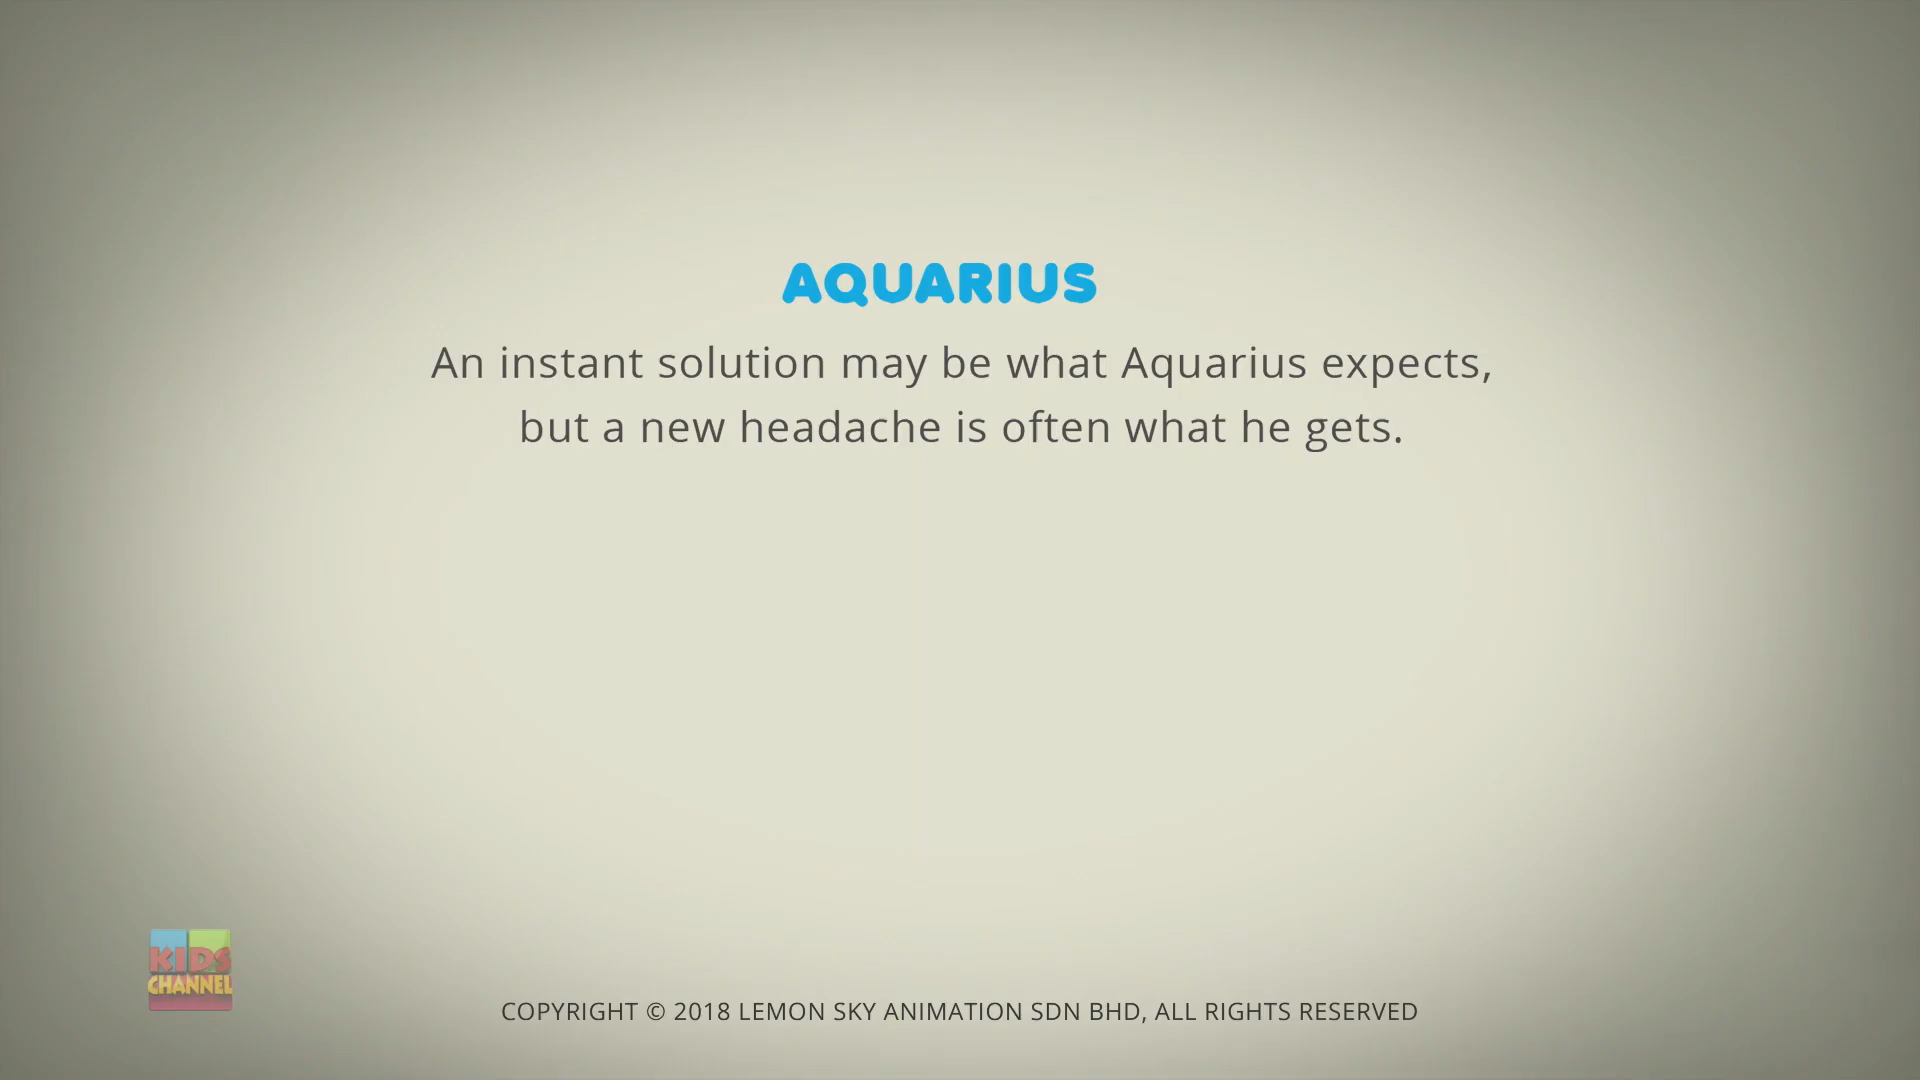 AQUARIUS
An instant solution may be what Aquarius expects,
but a new headache is often what he gets.
KIDS
CHANNEL
COPYRIGHT © 2018 LEMON SKY ANIMATION SDN BHD, ALL RIGHTS RESERVED